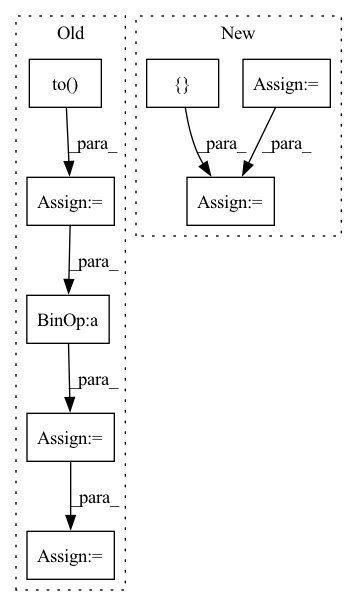 Old
New
to()
{}
Assign:=
_para_
_para_
_para_
Assign:=
Assign:=
_para_
BinOp:a
_para_
Assign:=
_para_
Assign:=